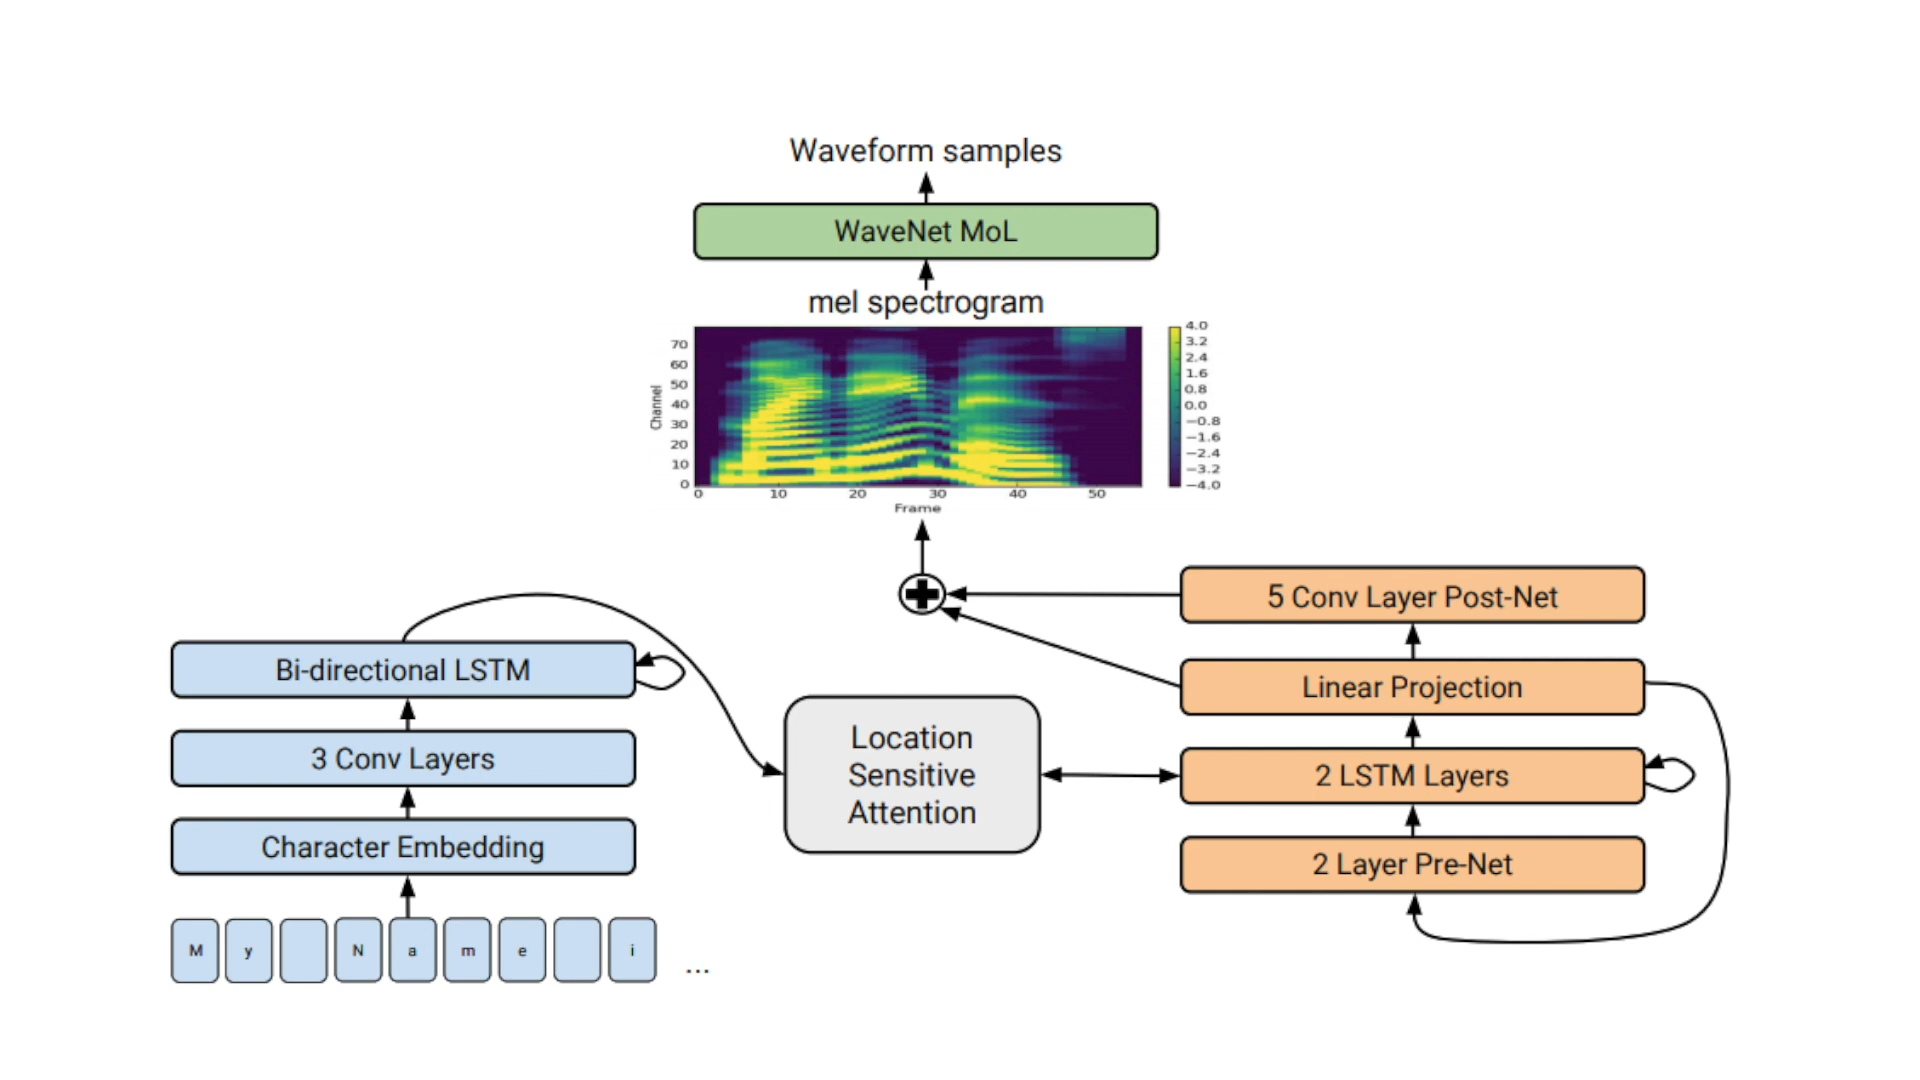 Waveform samples
WaveNet MoL
mel spectrogram
4.0
3.2
2.4
1.6
0.8
0.0
−0.8
−1.6
−2.4
−3.2
−4.0
Channel
70
60
50
40
30
20
10
0
0 10 20 30 40 50
Frame
Bi-directional LSTM
3 Conv Layers
Character Embedding
M y N a m e i ...
Location
Sensitive
Attention
5 Conv Layer Post-Net
Linear Projection
2 LSTM Layers
2 Layer Pre-Net